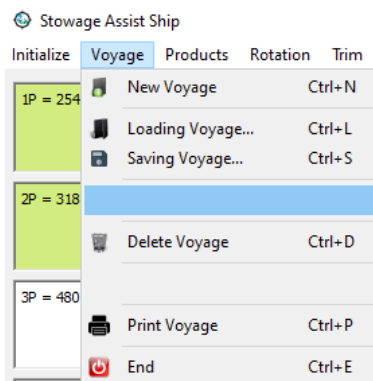 Stowage Assist Ship
Initialize Voyage Products Rotation Trim
1P = 254
New Voyage Ctrl+N
Loading Voyage... Ctrl+L
Saving Voyage... Ctrl+S
2P = 318
Delete Voyage Ctrl+D
3P = 480
Print Voyage Ctrl+P
End Ctrl+E